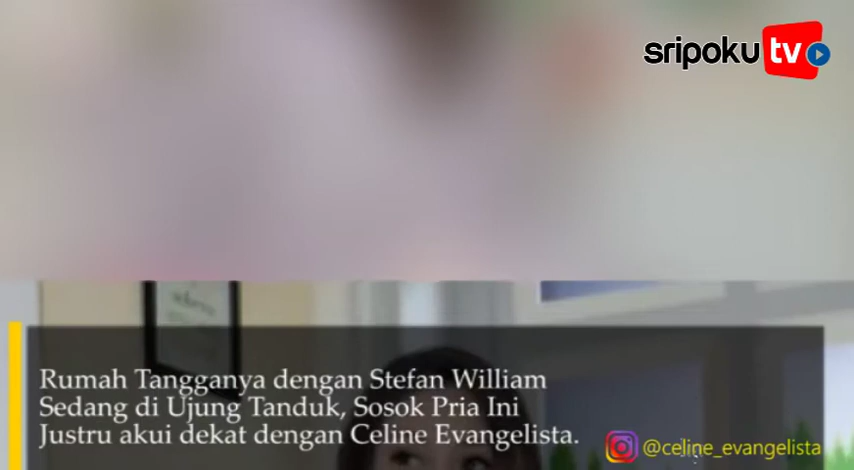 sripoku tv
Rumah Tangganya dengan Stefan William
Sedang di Ujung Tanduk, Sosok Pria Ini
Justru akui dekat dengan Celine Evangelista.
@celine_evangelista